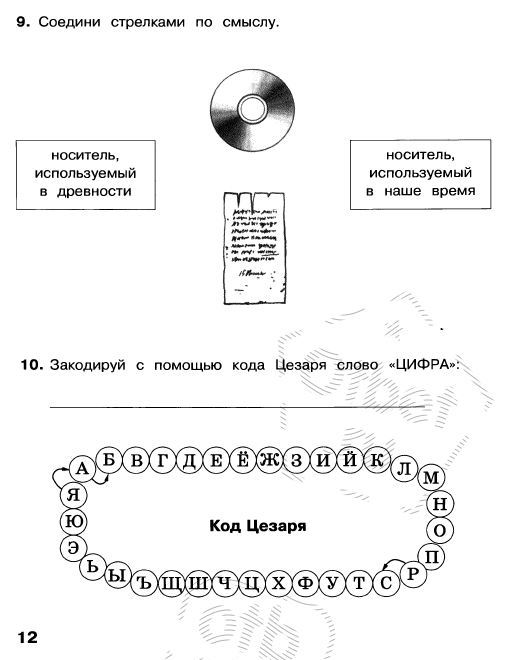 9. Соедини стрелками по смыслу.
носитель,
используемый
в древности
носитель,
используемый
в наше время
10. Закодируй с помощью кода Цезаря слово «ЦИФРА»:
А Б В Г Д Е Ё Ж З И Й К Л М Н О П Р С Т У Ф Х Ц Ч Ш Щ Ъ Ы Ь Э Ю Я
Код Цезаря
12